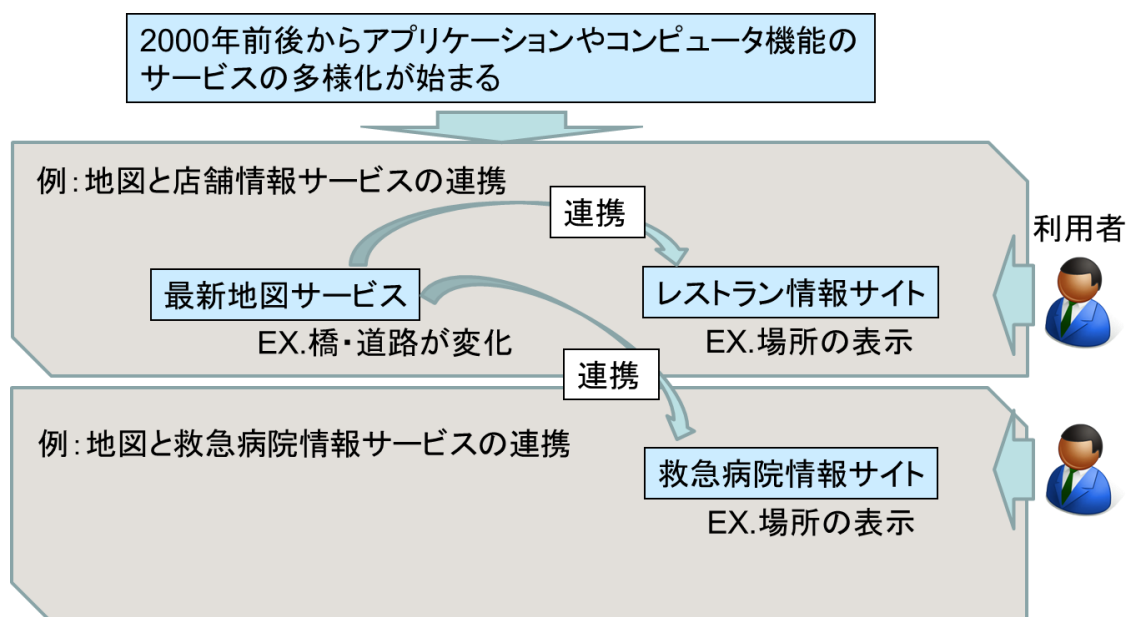 2000年前後からアプリケーションやコンピュータ機能の
サービスの多様化が始まる
例：地図と店舗情報サービスの連携
連携
利用者
最新地図サービス
レストラン情報サイト
EX.橋・道路が変化
EX.場所の表示
連携
例：地図と救急病院情報サービスの連携
救急病院情報サイト
EX.場所の表示